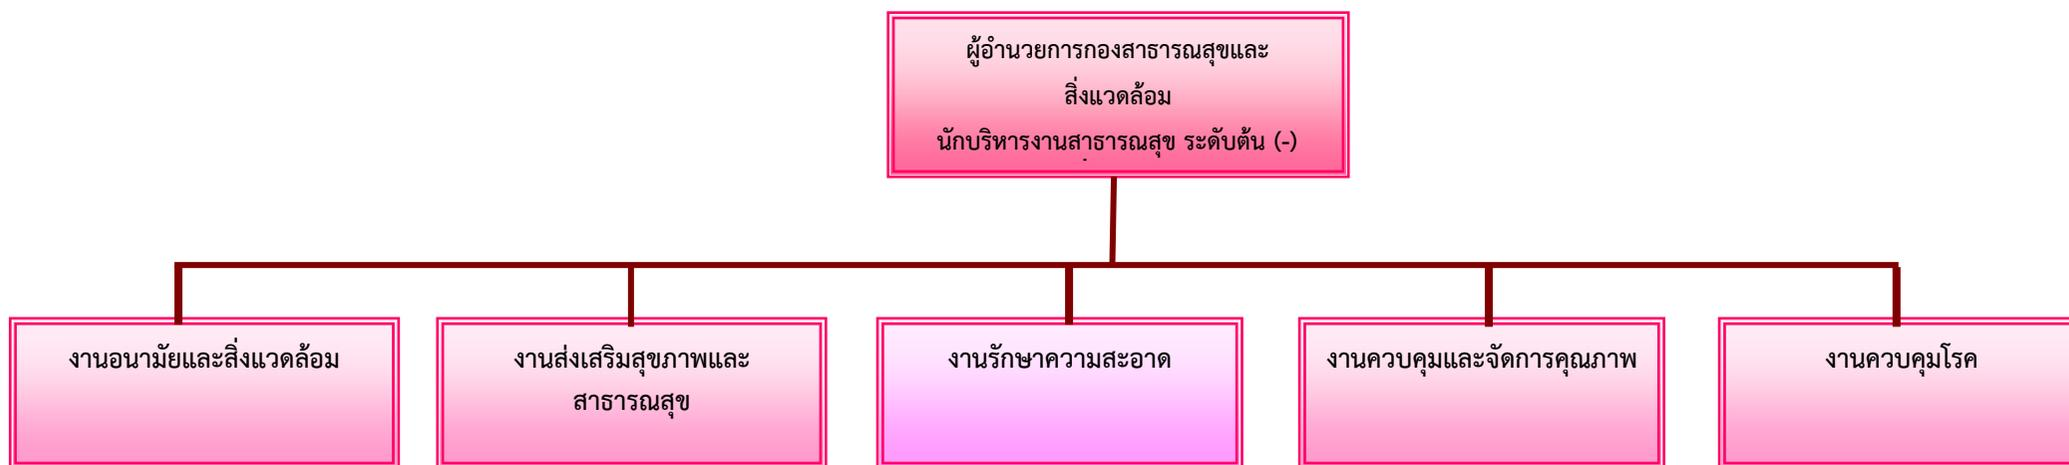 ผู้อำนวยการกองสาธารณสุขและ
สิ่งแวดล้อม
นักบริหารงานสาธารณสุข ระดับต้น (-)
งานอนามัยและสิ่งแวดล้อม
งานส่งเสริมสุขภาพและ
สาธารณสุข
งานรักษาความสะอาด
งานควบคุมและจัดการคุณภาพ
งานควบคุมโรค